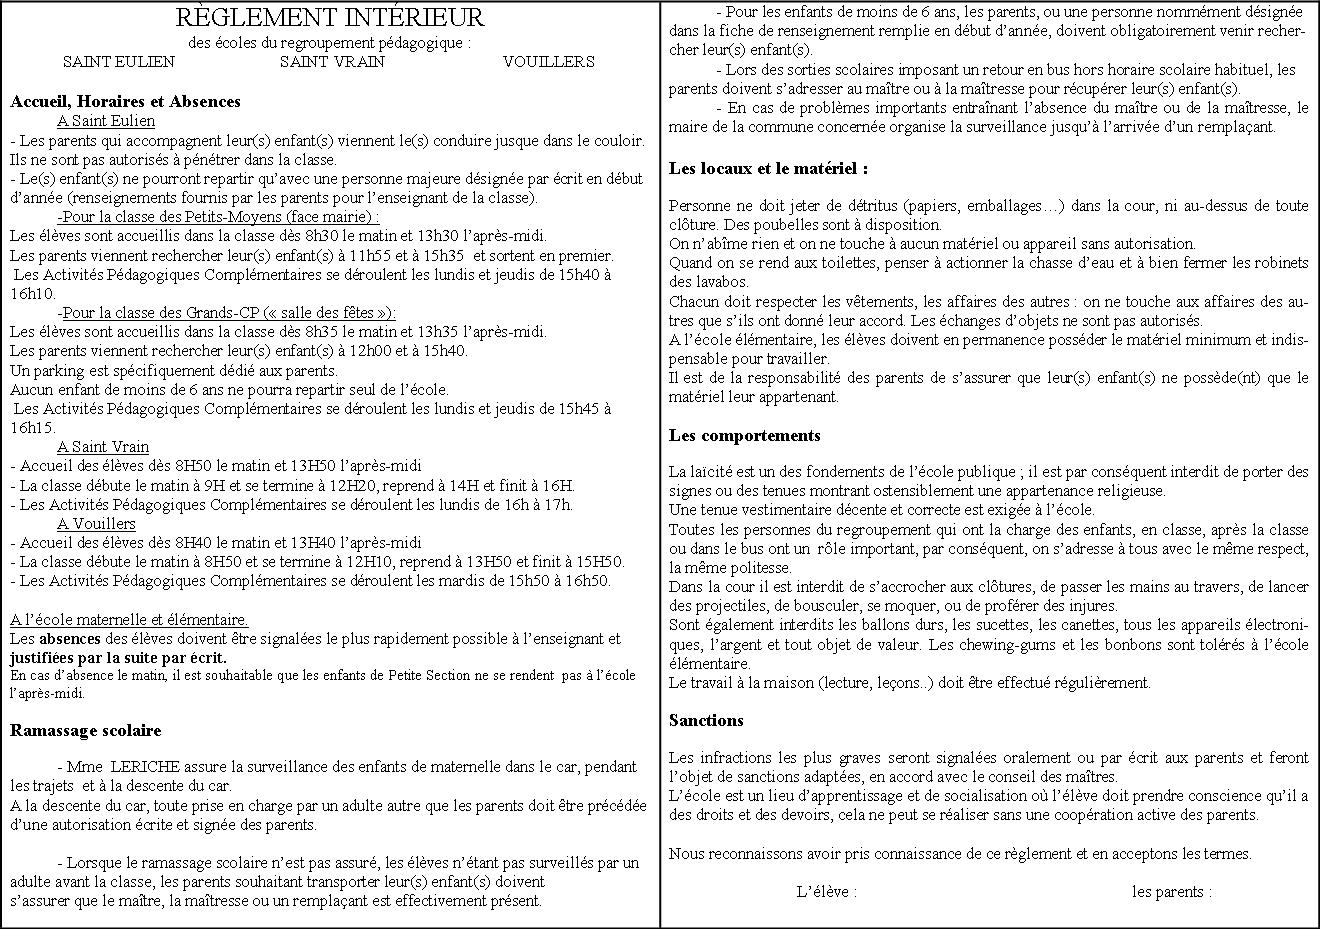 RÈGLEMENT INTÉRIEUR
des écoles du regroupement pédagogique :
SAINT EULIEN SAINT VRAIN VOUILLERS
Accueil, Horaires et Absences
A Saint Eulien
- Les parents qui accompagnent leur(s) enfant(s) viennent le(s) conduire jusque dans le couloir.
Ils ne sont pas autorisés à pénétrer dans la classe.
- Le(s) enfant(s) ne pourront repartir qu’avec une personne majeure désignée par écrit en début
d’année (renseignements fournis par les parents pour l’enseignant de la classe).
-Pour la classe des Petits-Moyens (face mairie) :
Les élèves sont accueillis dans la classe dès 8h30 le matin et 13h30 l’après-midi.
Les parents viennent rechercher leur(s) enfant(s) à 11h55 et à 15h35 et sortent en premier.
Les Activités Pédagogiques Complémentaires se déroulent les lundis et jeudis de 15h40 à
16h10.
-Pour la classe des Grands-CP (« salle des fêtes »):
Les élèves sont accueillis dans la classe dès 8h35 le matin et 13h35 l’après-midi.
Les parents viennent rechercher leur(s) enfant(s) à 12h00 et à 15h40.
Un parking est spécifiquement dédié aux parents.
Aucun enfant de moins de 6 ans ne pourra repartir seul de l’école.
Les Activités Pédagogiques Complémentaires se déroulent les lundis et jeudis de 15h45 à
16h15.
A Saint Vrain
- Accueil des élèves dès 8H50 le matin et 13H50 l’après-midi
- La classe débute le matin à 9H et se termine à 12H20, reprend à 14H et finit à 16H.
- Les Activités Pédagogiques Complémentaires se déroulent les lundis de 16h à 17h.
A Vouillers
- Accueil des élèves dès 8H40 le matin et 13H40 l’après-midi
- La classe débute le matin à 8H50 et se termine à 12H10, reprend à 13H50 et finit à 15H50.
- Les Activités Pédagogiques Complémentaires se déroulent les mardis de 15h50 à 16h50.
A l’école maternelle et élémentaire.
Les absences des élèves doivent être signalées le plus rapidement possible à l’enseignant et
justifiées par la suite par écrit.
En cas d’absence le matin, il est souhaitable que les enfants de Petite Section ne se rendent pas à l’école
l’après-midi.
Ramassage scolaire
- Mme LERICHE assure la surveillance des enfants de maternelle dans le car, pendant
les trajets et à la descente du car.
A la descente du car, toute prise en charge par un adulte autre que les parents doit être précédée
d’une autorisation écrite et signée des parents.
- Lorsque le ramassage scolaire n’est pas assuré, les élèves n’étant pas surveillés par un
adulte avant la classe, les parents souhaitant transporter leur(s) enfant(s) doivent
s’assurer que le maître, la maîtresse ou un remplaçant est effectivement présent.
- Pour les enfants de moins de 6 ans, les parents, ou une personne nommément désignée
dans la fiche de renseignement remplie en début d’année, doivent obligatoirement venir recher-
cher leur(s) enfant(s).
- Lors des sorties scolaires imposant un retour en bus hors horaire scolaire habituel, les
parents doivent s’adresser au maître ou à la maîtresse pour récupérer leur(s) enfant(s).
- En cas de problèmes importants entraînant l’absence du maître ou de la maîtresse, le
maire de la commune concernée organise la surveillance jusqu’à l’arrivée d’un remplaçant.
Les locaux et le matériel :
Personne ne doit jeter de détritus (papiers, emballages…) dans la cour, ni au-dessus de toute
clôture. Des poubelles sont à disposition.
On n’abîme rien et on ne touche à aucun matériel ou appareil sans autorisation.
Quand on se rend aux toilettes, penser à actionner la chasse d’eau et à bien fermer les robinets
des lavabos.
Chacun doit respecter les vêtements, les affaires des autres : on ne touche aux affaires des au-
tres que s’ils ont donné leur accord. Les échanges d’objets ne sont pas autorisés.
A l’école élémentaire, les élèves doivent en permanence posséder le matériel minimum et indis-
pensable pour travailler.
Il est de la responsabilité des parents de s’assurer que leur(s) enfant(s) ne possède(nt) que le
matériel leur appartenant.
Les comportements
La laïcité est un des fondements de l’école publique ; il est par conséquent interdit de porter des
signes ou des tenues montrant ostensiblement une appartenance religieuse.
Une tenue vestimentaire décente et correcte est exigée à l’école.
Toutes les personnes du regroupement qui ont la charge des enfants, en classe, après la classe
ou dans le bus ont un rôle important, par conséquent, on s’adresse à tous avec le même respect,
la même politesse.
Dans la cour il est interdit de s’accrocher aux clôtures, de passer les mains au travers, de lancer
des projectiles, de bousculer, se moquer, ou de proférer des injures.
Sont également interdits les ballons durs, les sucettes, les canettes, tous les appareils électroni-
ques, l’argent et tout objet de valeur. Les chewing-gums et les bonbons sont tolérés à l’école
élémentaire.
Le travail à la maison (lecture, leçons..) doit être effectué régulièrement.
Sanctions
Les infractions les plus graves seront signalées oralement ou par écrit aux parents et feront
l’objet de sanctions adaptées, en accord avec le conseil des maîtres.
L’école est un lieu d’apprentissage et de socialisation où l’élève doit prendre conscience qu’il a
des droits et des devoirs, cela ne peut se réaliser sans une coopération active des parents.
Nous reconnaissons avoir pris connaissance de ce règlement et en acceptons les termes.
L’élève : les parents :